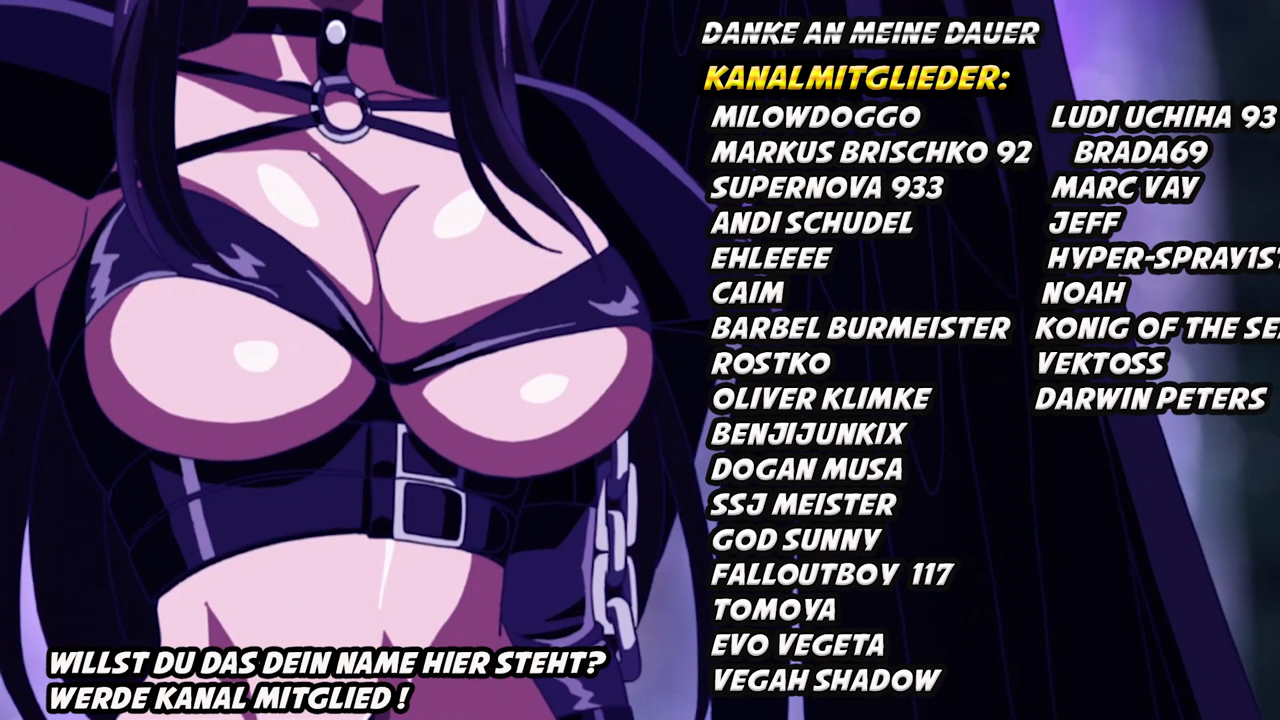 DANKE AN MEINE DAUER
KANALMITGLIEDER:
MILOWDOGGO
MARKUS BRISCHKO 92
SUPERNOVA 933
ANDI SCHUDEL
EHLEEEE
CAIM
BARBEL BURMEISTER
ROSTKO
OLIVER KLIMKE
BENJIJUNKIX
DOGAN MUSA
SSJ MEISTER
GOD SUNNY
FALLOUTBOY 117
TOMOYA
EVO VEGETA
VEGAH SHADOW
LUDI UCHIHA 93
BRADA69
MARC VAY
JEFF
HYPER-SPRAY1ST
NOAH
KONIG OF THE
VEKTOSS
DARWIN PETERS
WILLST DU DAS DEIN NAME HIER STEHT?
WERDE KANAL MITGLIED !